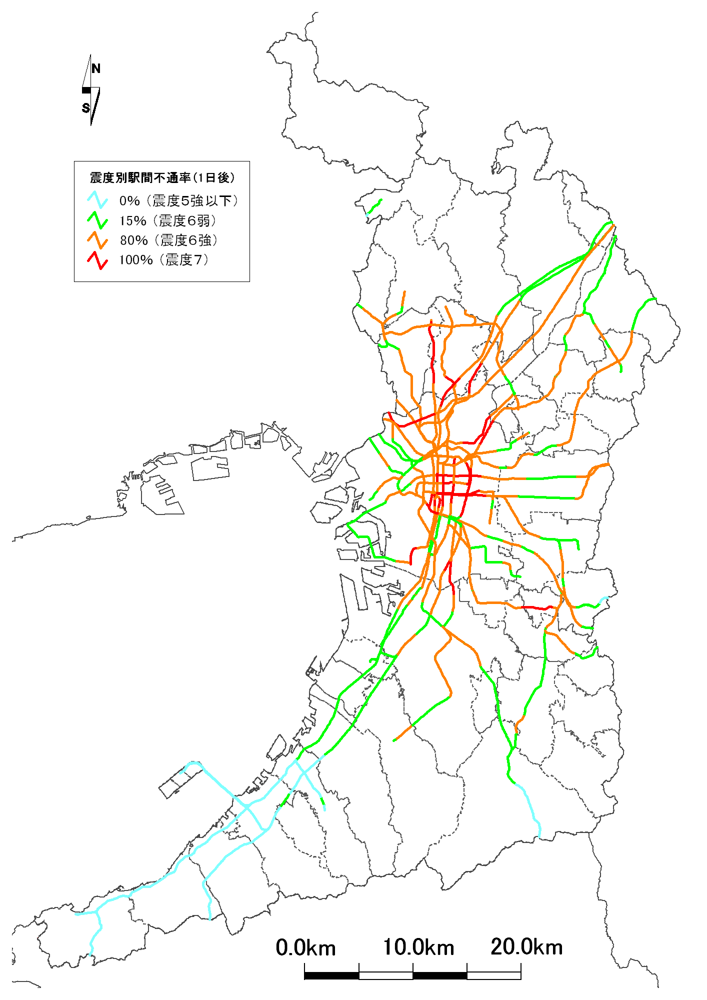 N
S
震度別駅間不通率(1日後)
0% (震度5強以下)
15% (震度6弱)
80% (震度6強)
100% (震度7)
0.0km 10.0km 20.0km